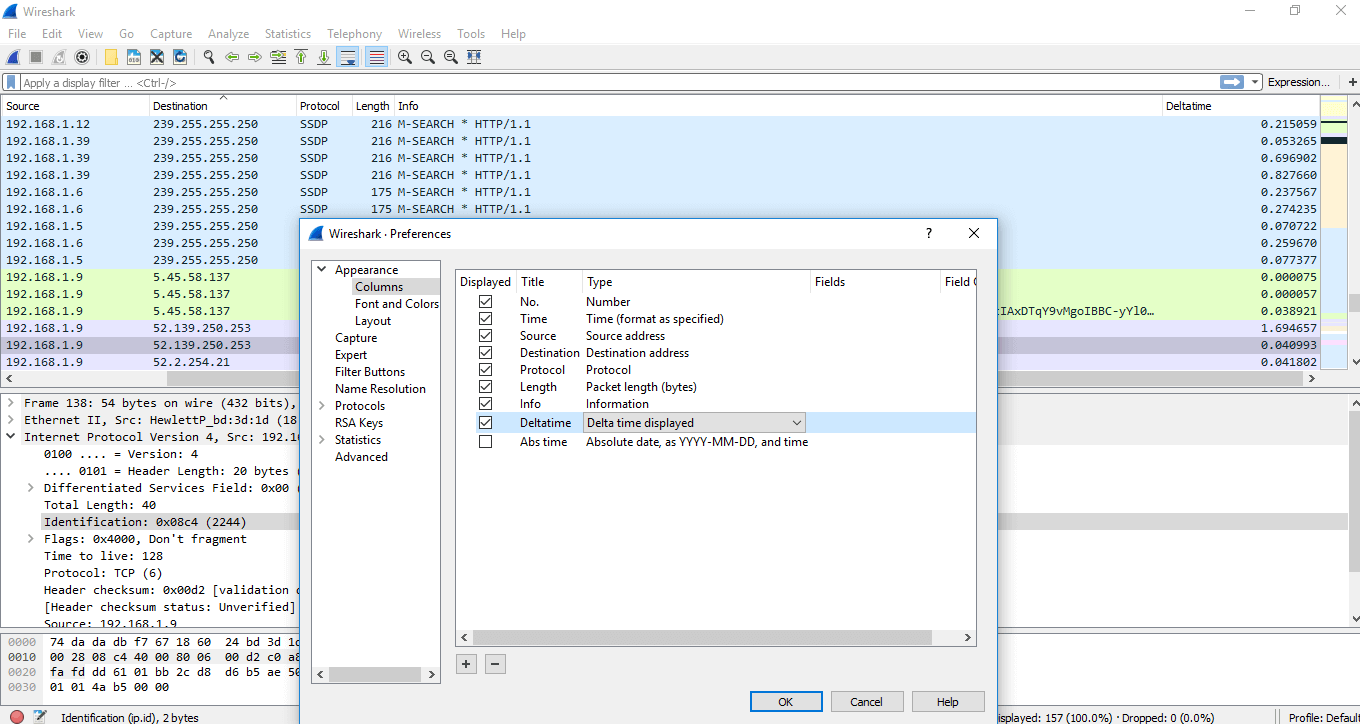 Wireshark
File Edit View Go Capture Analyze Statistics Telephony Wireless Tools Help
Apply a display filter ... <Ctrl-/> Expression... +
Source Destination Protocol Length Info Deltatime
192.168.1.12 239.255.255.250 SSDP 216 M-SEARCH * HTTP/1.1 0.215059
192.168.1.39 239.255.255.250 SSDP 216 M-SEARCH * HTTP/1.1 0.053265
192.168.1.39 239.255.255.250 SSDP 216 M-SEARCH * HTTP/1.1 0.696902
192.168.1.39 239.255.255.250 SSDP 216 M-SEARCH * HTTP/1.1 0.827660
192.168.1.6 239.255.255.250 SSDP 175 M-SEARCH * HTTP/1.1 0.237567
192.168.1.6 239.255.255.250 SSDP 175 M-SEARCH * HTTP/1.1 0.274235
192.168.1.5 239.255.255.250 0.070722
192.168.1.6 239.255.255.250 0.259670
192.168.1.5 239.255.255.250 0.077377
192.168.1.9 5.45.58.137 0.000075
192.168.1.9 5.45.58.137 0.000057
192.168.1.9 5.45.58.137 IAxDTqY9vMgoIBBC-yYl0… 0.038921
192.168.1.9 52.139.250.253 1.694657
192.168.1.9 52.139.250.253 0.040993
192.168.1.9 52.2.254.21 0.041802
Wireshark · Preferences ?
Appearance
Columns
Font and Colors
Layout
Capture
Expert
Filter Buttons
Name Resolution
Protocols
RSA Keys
Statistics
Advanced
Displayed Title Type Fields Field O
No. Number
Time Time (format as specified)
Source Source address
Destination Destination address
Protocol Protocol
Length Packet length (bytes)
Info Information
Deltatime Delta time displayed
Abs time Absolute date, as YYYY-MM-DD, and time
+ −
OK Cancel Help
Frame 138: 54 bytes on wire (432 bits),
Ethernet II, Src: HewlettP_bd:3d:1d (18
Internet Protocol Version 4, Src: 192.16
0100 .... = Version: 4
.... 0101 = Header Length: 20 bytes (
Differentiated Services Field: 0x00 (
Total Length: 40
Identification: 0x08c4 (2244)
Flags: 0x4000, Don't fragment
Time to live: 128
Protocol: TCP (6)
Header checksum: 0x00d2 [validation d
[Header checksum status: Unverified]
Source: 192.168.1.9
0000 74 da da db f7 67 18 60 24 bd 3d 1d
0010 00 28 08 c4 40 00 80 06 00 d2 c0 a8
0020 fa fd dd 61 01 bb 2c d8 d6 b5 ae 50
0030 01 01 4a b5 00 00
Identification (ip.id), 2 bytes isplayed: 157 (100.0%) · Dropped: 0 (0.0%) Profile: Default